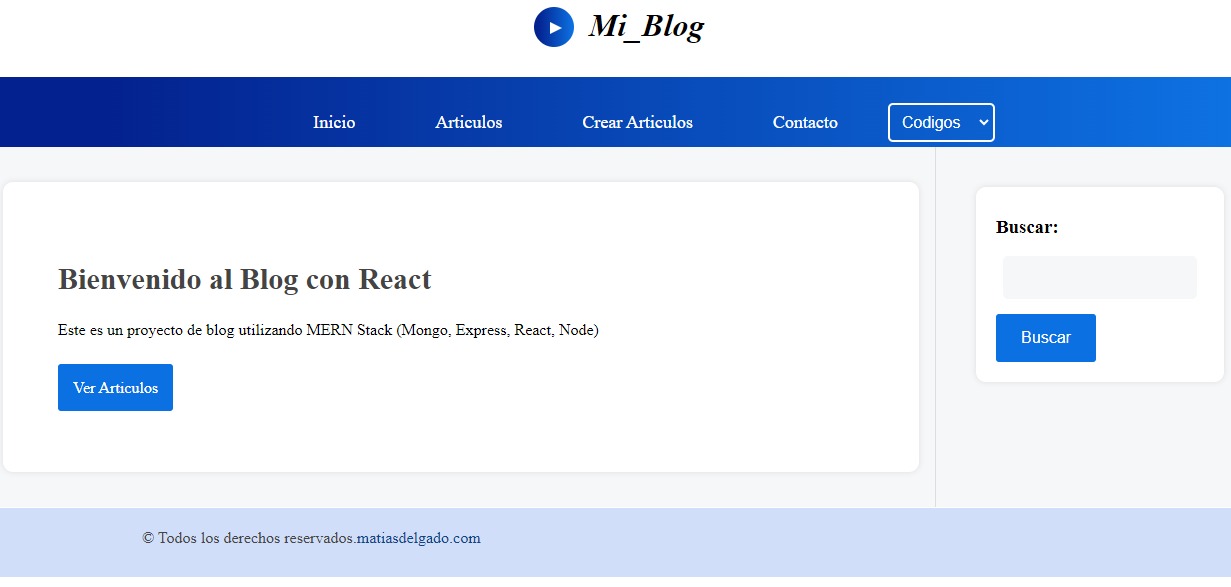 Mi_Blog
Inicio Articulos Crear Articulos Contacto Codigos
Bienvenido al Blog con React
Este es un proyecto de blog utilizando MERN Stack (Mongo, Express, React, Node)
Ver Articulos
Buscar:
Buscar
© Todos los derechos reservados.matiasdelgado.com